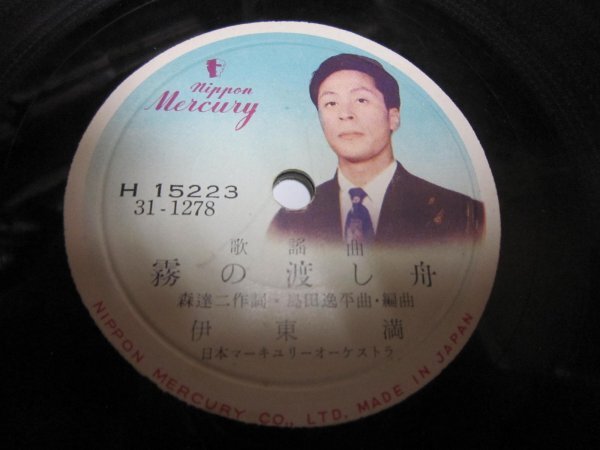 nippon
Mercury
H 15223
31-1278
歌謡曲
霧の渡し舟
森達二作詞・島田逸平曲・編曲
伊東満
日本マーキュリーオーケストラ
NIPPON MERCURY CO., LTD. MADE IN JAPAN